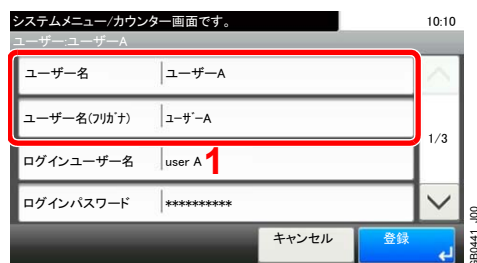 システムメニュー/カウンター画面です。 10:10
ユーザー:ユーザーA
ユーザー名 ユーザーA
ユーザー名(ﾌﾘｶﾞﾅ) ﾕｰｻﾞｰA
1/3
ログインユーザー名 user A 1
ログインパスワード **********
キャンセル 登録
GB0441_J00